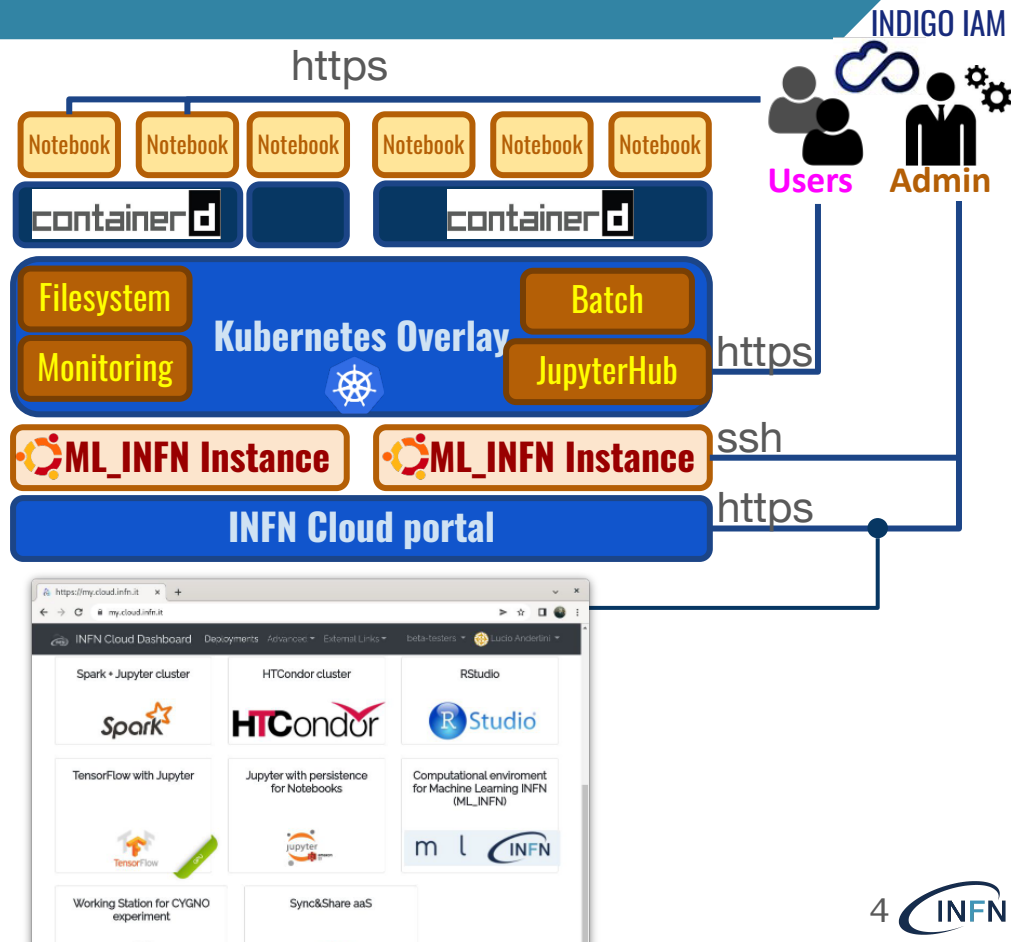 INDIGO IAM
https
Notebook Notebook Notebook Notebook Notebook Notebook
Users Admin
containerd containerd
Filesystem Batch
Kubernetes Overlay
Monitoring JupyterHub
https
ML_INFN Instance ML_INFN Instance
ssh
INFN Cloud portal
https
https://my.cloud.infn.it
my.cloud.infn.it
INFN Cloud Dashboard Deployments Advanced External Links beta-testers Lucio Anderlini
Spark + Jupyter cluster HTCondor cluster RStudio
Spark HTCondor R Studio
TensorFlow with Jupyter Jupyter with persistence for Notebooks Computational enviroment for Machine Learning INFN (ML_INFN)
TensorFlow GPU jupyter m l INFN
Working Station for CYGNO experiment Sync&Share aaS
4 INFN